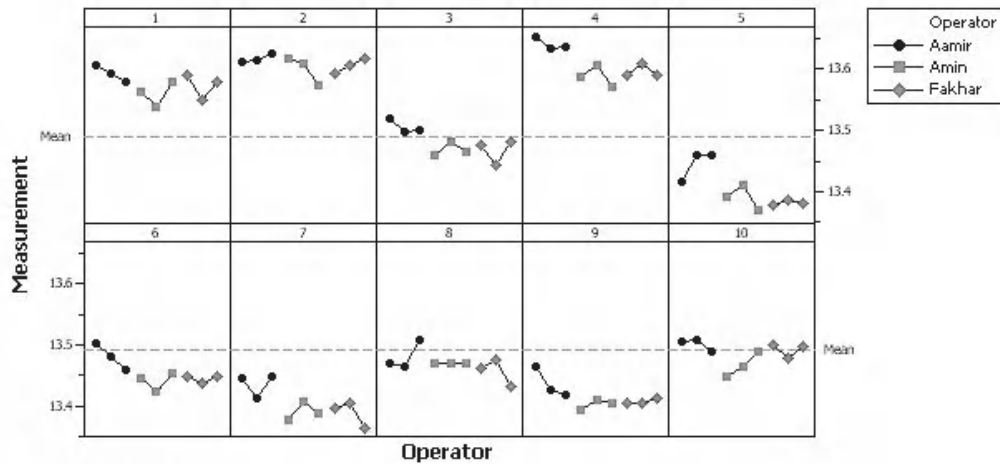 1 2 3 4 5
Operator
Aamir
Amin
Fakhar
13.6
13.5
13.4
Mean
Measurement
6 7 8 9 10
13.6
13.5
13.4
Mean
Operator